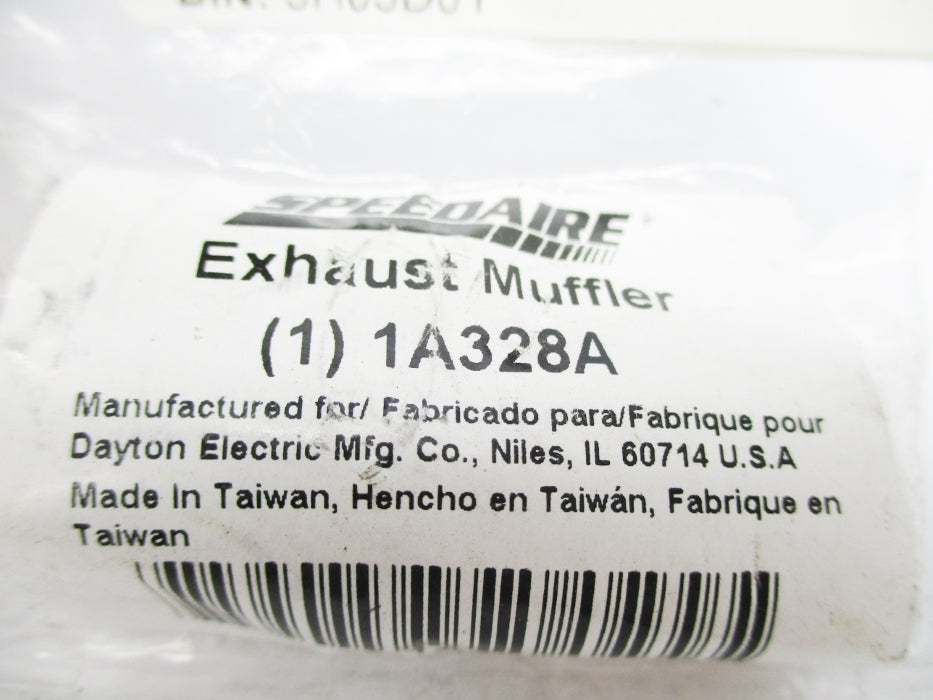 SPEEDAIRE
Exhaust Muffler
(1) 1A328A
Manufactured for/ Fabricado para/Fabrique pour
Dayton Electric Mfg. Co., Niles, IL 60714 U.S.A
Made In Taiwan, Hencho en Taiwán, Fabrique en
Taiwan